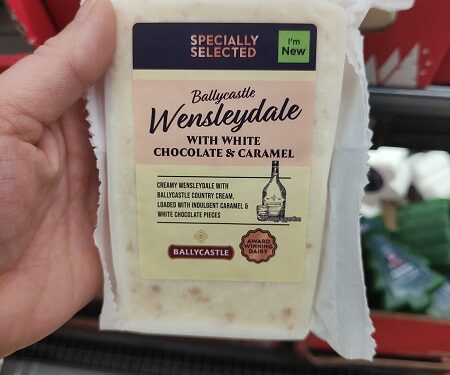 SPECIALLY
SELECTED
I'm
New
Ballycastle
Wensleydale
WITH WHITE
CHOCOLATE & CARAMEL
CREAMY WENSLEYDALE WITH
BALLYCASTLE COUNTRY CREAM,
LOADED WITH INDULGENT CARAMEL &
WHITE CHOCOLATE PIECES
BALLYCASTLE
AWARD
WINNING
DAIRY